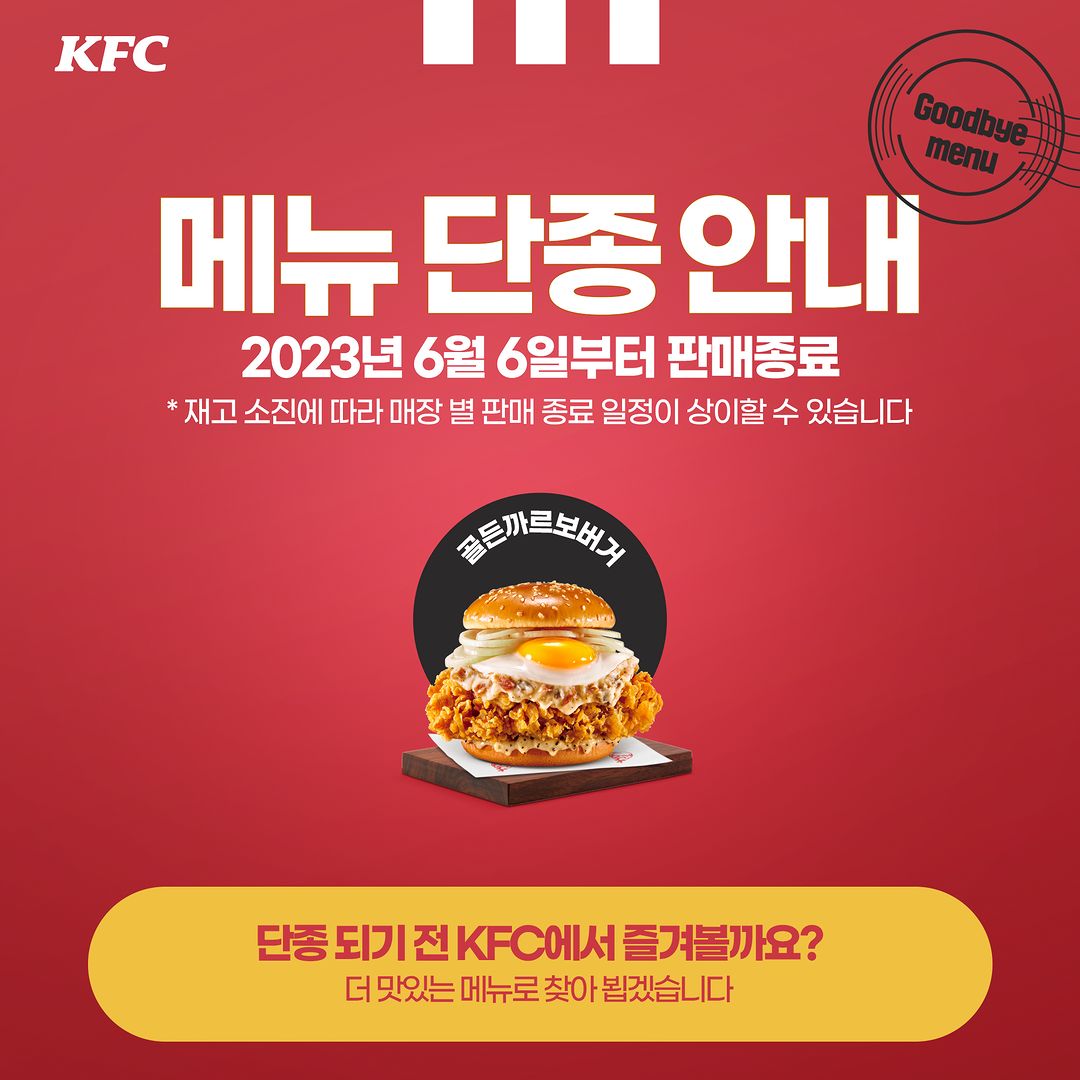 KFC
Goodbye
menu
메뉴 단종 안내
2023년 6월 6일부터 판매종료
* 재고 소진에 따라 매장 별 판매 종료 일정이 상이할 수 있습니다
골든까르보버거
단종 되기 전 KFC에서 즐겨볼까요?
더 맛있는 메뉴로 찾아 뵙겠습니다